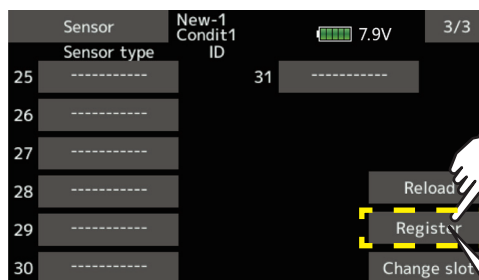 Sensor New-1 Condit1 7.9V 3/3
Sensor type ID
25 ----------- 31 -----------
26 -----------
27 -----------
28 ----------- Reload
29 ----------- Register
30 ----------- Change slot